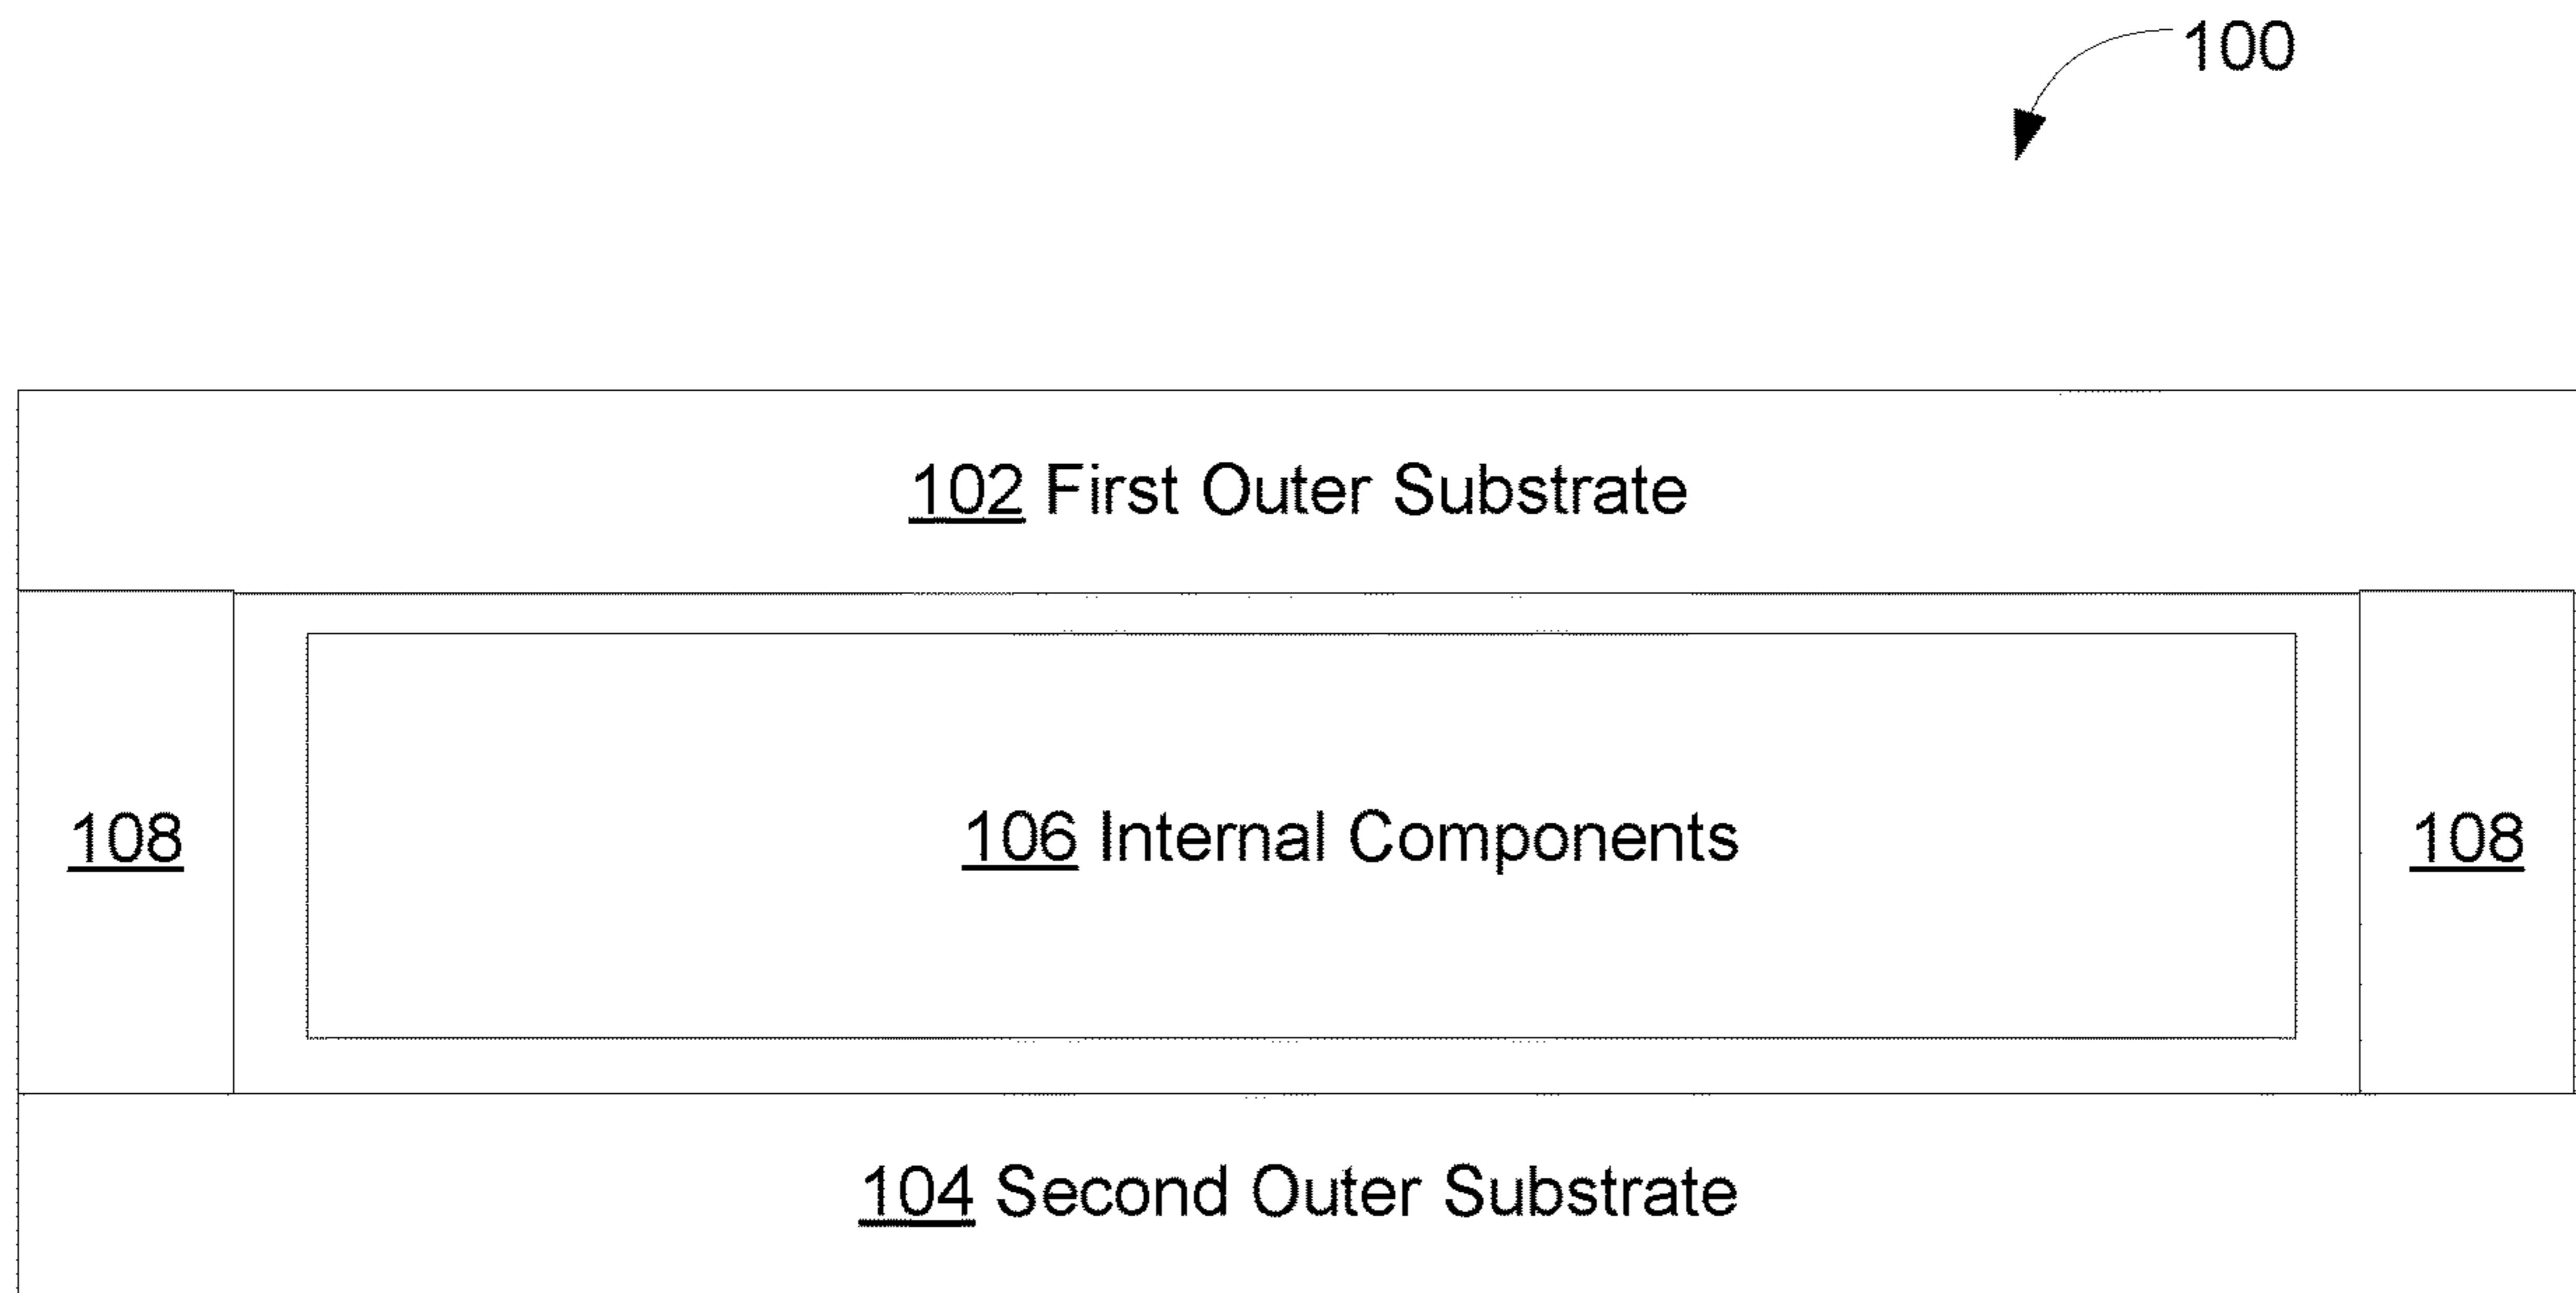 100
102 First Outer Substrate
108 106 Internal Components 108
104 Second Outer Substrate